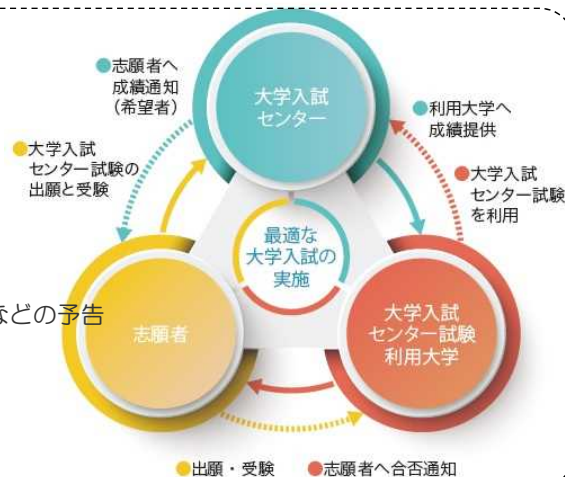 ●志願者へ
成績通知
（希望者）
大学入試
センター
●利用大学へ
成績提供
●大学入試
センター試験の
出願と受験
●大学入試
センター試験
を利用
最適な
大学入試の
実施
などの予告
志願者
大学入試
センター試験
利用大学
●出願・受験
●志願者へ合否通知